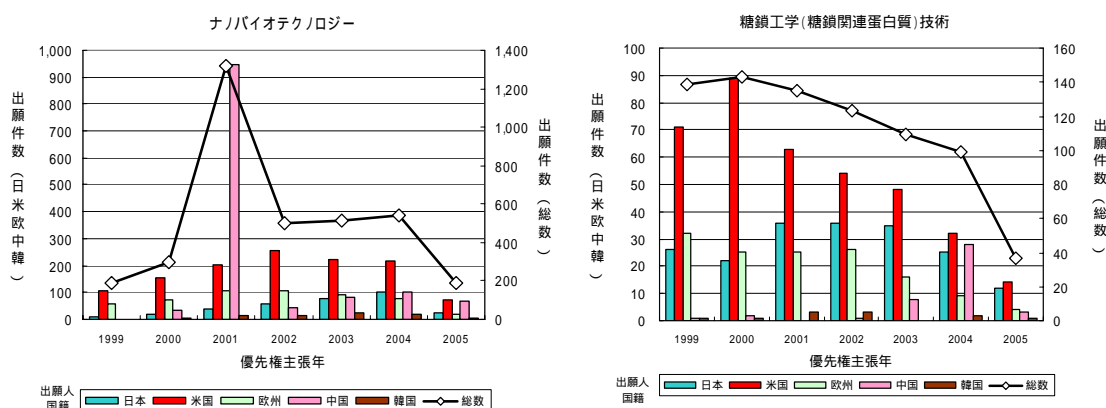 ナノバイオテクノロジー
出願件数（日米欧中韓）
1,000
900
800
700
600
500
400
300
200
100
0
1,400
1,200
1,000
800
600
400
200
0
出願件数（総数）
1999 2000 2001 2002 2003 2004 2005
優先権主張年
出願人
国籍
日本 米国 欧州 中国 韓国 総数
糖鎖工学(糖鎖関連蛋白質)技術
出願件数（日米欧中韓）
100
90
80
70
60
50
40
30
20
10
0
160
140
120
100
80
60
40
20
0
出願件数（総数）
1999 2000 2001 2002 2003 2004 2005
優先権主張年
出願人
国籍
日本 米国 欧州 中国 韓国 総数